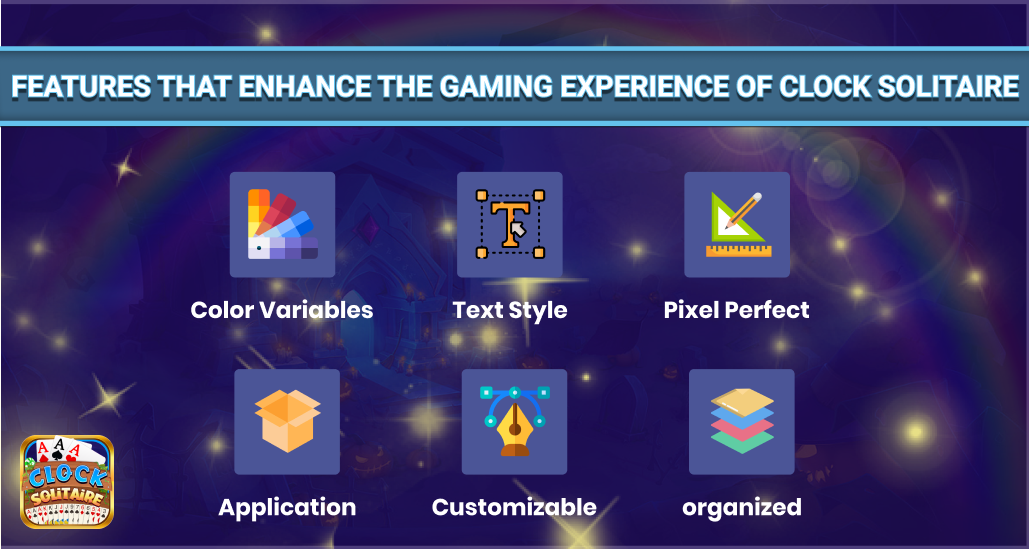 FEATURES THAT ENHANCE THE GAMING EXPERIENCE OF CLOCK SOLITAIRE
Color Variables
Text Style
Pixel Perfect
Application
Customizable
organized
A A A
CLOCK
SOLITAIRE